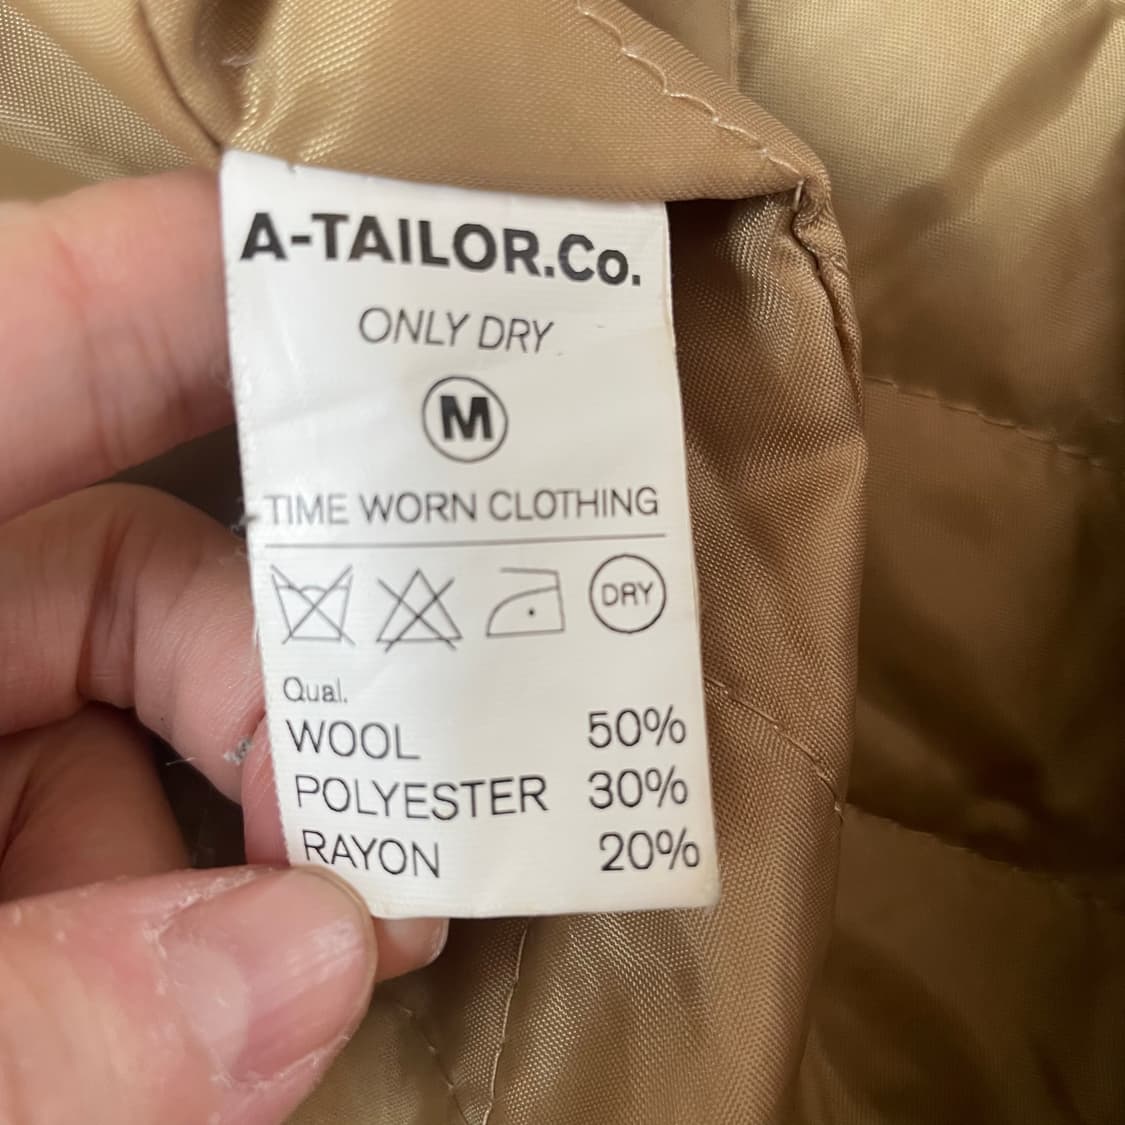 A-TAILOR.Co.
ONLY DRY
M
TIME WORN CLOTHING
DRY
Qual.
WOOL 50%
POLYESTER 30%
RAYON 20%